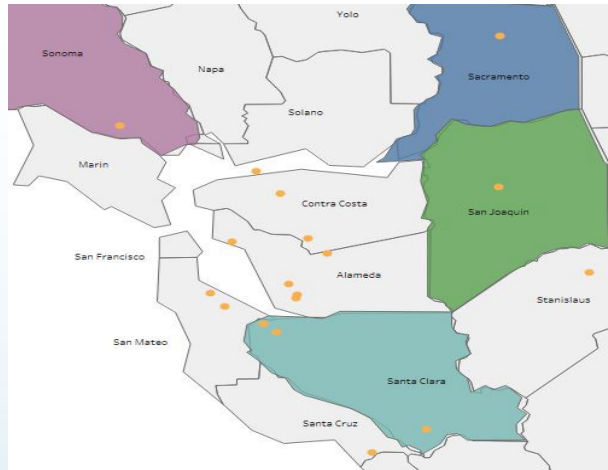 Yolo
Sonoma
Napa
Sacramento
Solano
Marin
Contra Costa
San Joaquin
San Francisco
Alameda
Stanislaus
San Mateo
Santa Clara
Santa Cruz